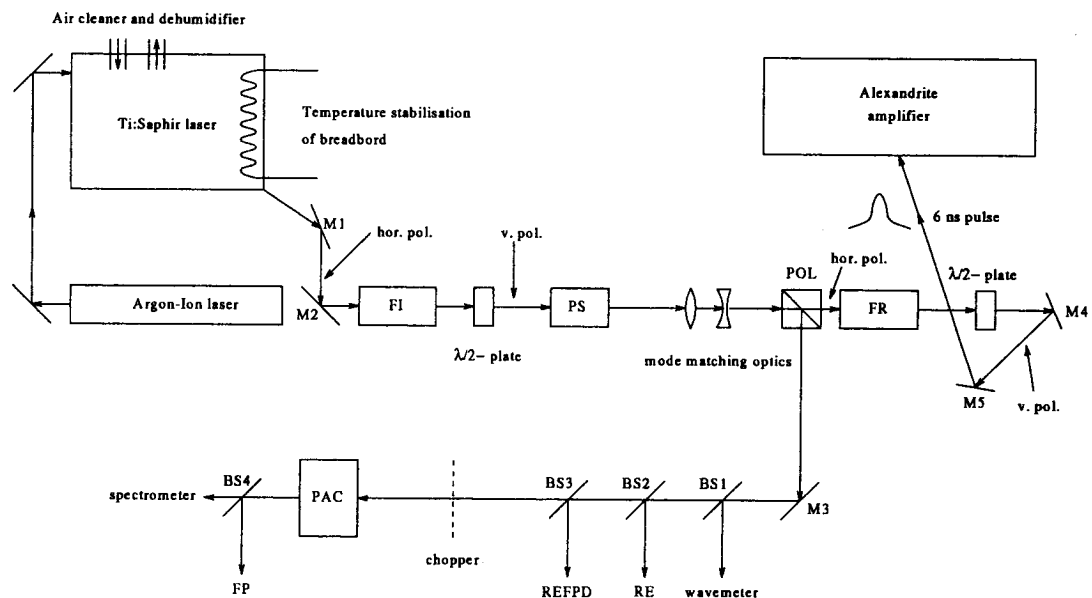 Air cleaner and dehumidifier
Ti:Saphir laser
Temperature stabilisation
of breadbord
Alexandrite
amplifier
M1
hor. pol.
v. pol.
6 ns pulse
hor. pol.
POL
λ/2- plate
Argon-Ion laser
M2
FI
PS
FR
M4
λ/2- plate
mode matching optics
M5
v. pol.
BS4
PAC
BS3
BS2
BS1
M3
spectrometer
chopper
FP
REFPD
RE
wavemeter